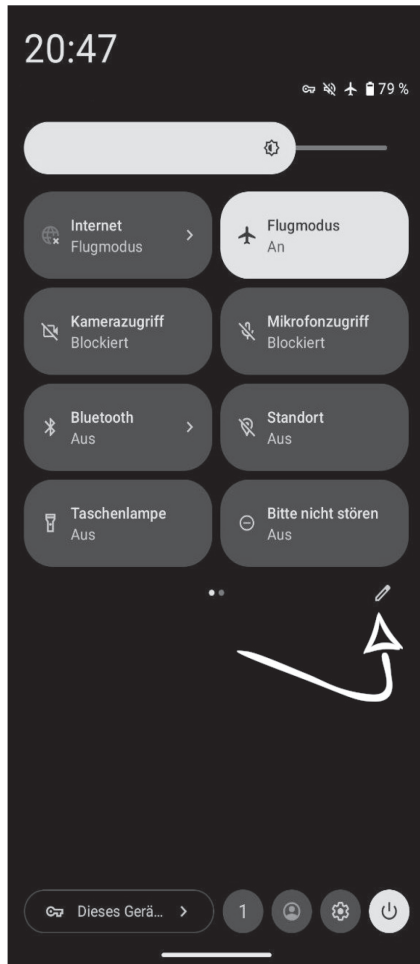 20:47
79 %
Internet
Flugmodus
Flugmodus
An
Kamerazugriff
Blockiert
Mikrofonzugriff
Blockiert
Bluetooth
Aus
Standort
Aus
Taschenlampe
Aus
Bitte nicht stören
Aus
Dieses Gerä…
1